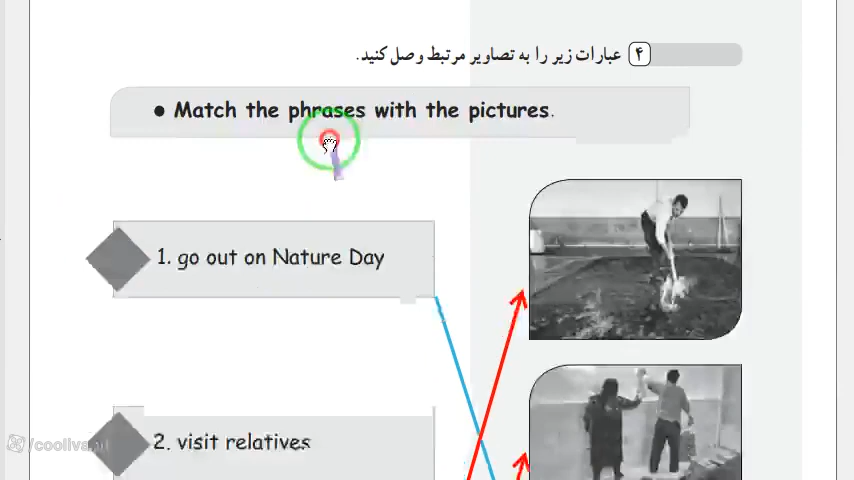 ۴ عبارات زیر را به تصاویر مرتبط وصل کنید.
● Match the phrases with the pictures.
1. go out on Nature Day
2. visit relatives